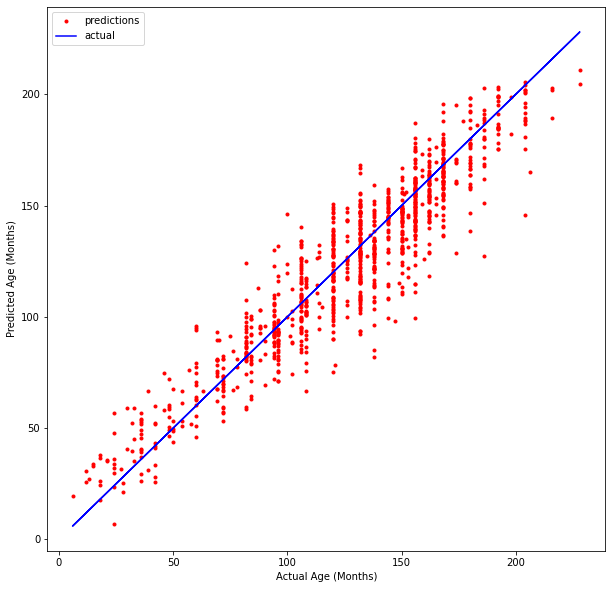 predictions
actual
Predicted Age (Months)
200
150
100
50
0
0 50 100 150 200
Actual Age (Months)